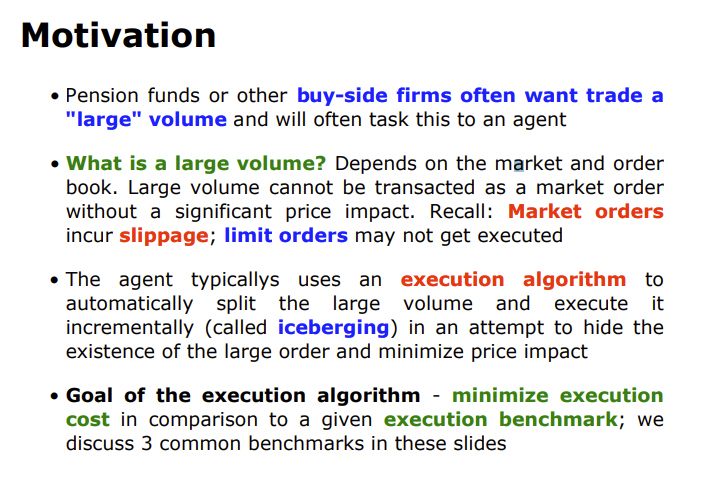 Motivation
• Pension funds or other buy-side firms often want trade a
"large" volume and will often task this to an agent
• What is a large volume? Depends on the market and order
book. Large volume cannot be transacted as a market order
without a significant price impact. Recall: Market orders
incur slippage; limit orders may not get executed
• The agent typicallys uses an execution algorithm to
automatically split the large volume and execute it
incrementally (called iceberging) in an attempt to hide the
existence of the large order and minimize price impact
• Goal of the execution algorithm - minimize execution
cost in comparison to a given execution benchmark; we
discuss 3 common benchmarks in these slides